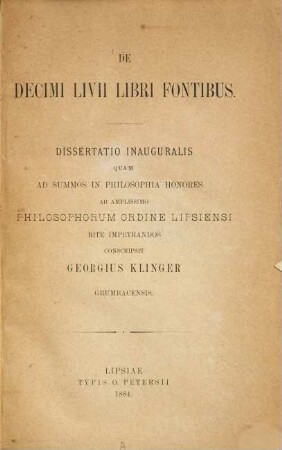 DE
DECIMI LIVII LIBRI FONTIBUS.
DISSERTATIO INAUGURALIS
QUAM
AD SUMMOS IN PHILOSOPHIA HONORES
AB AMPLISSIMO
PHILOSOPHORUM ORDINE LIPSIENSI
RITE IMPETRANDOS
CONSCRIPSIT
GEORGIUS KLINGER
GRUMBACENSIS.
LIPSIAE
TYPIS O. PETERSII
1884.
A